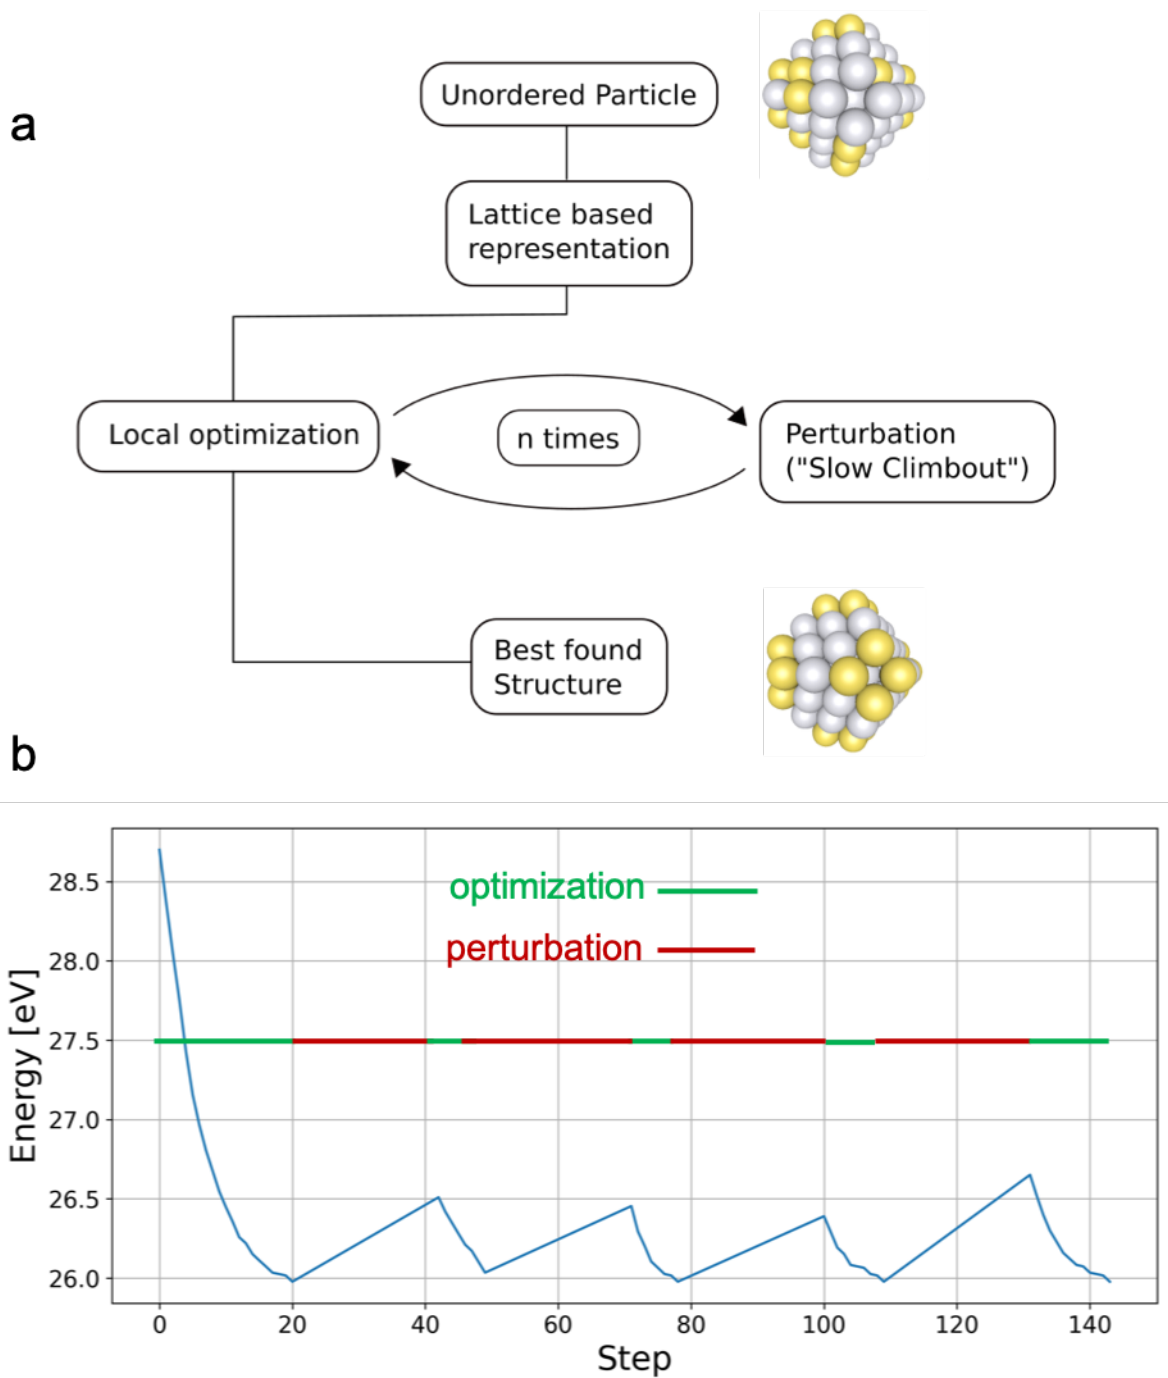 a
Unordered Particle
Lattice based
representation
Local optimization
n times
Perturbation
("Slow Climbout")
Best found
Structure
b
optimization
perturbation
Energy [eV]
28.5
28.0
27.5
27.0
26.5
26.0
0 20 40 60 80 100 120 140
Step